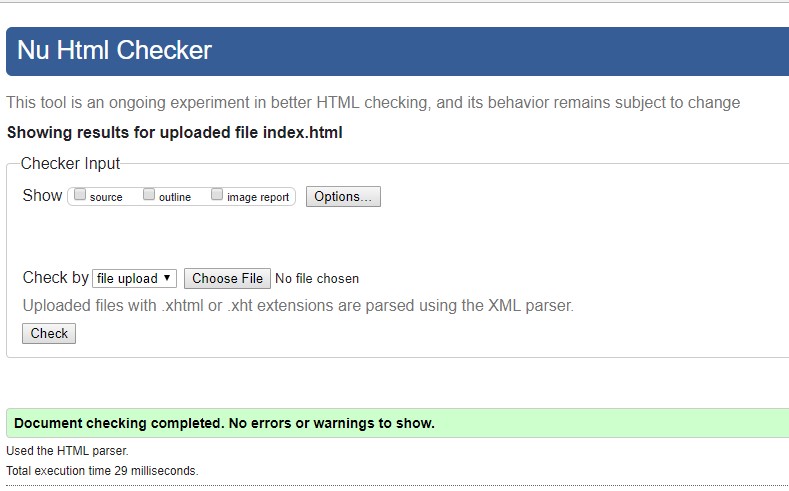 Nu Html Checker
This tool is an ongoing experiment in better HTML checking, and its behavior remains subject to change
Showing results for uploaded file index.html
Checker Input
Show source outline image report Options...
Check by file upload Choose File No file chosen
Uploaded files with .xhtml or .xht extensions are parsed using the XML parser.
Check
Document checking completed. No errors or warnings to show.
Used the HTML parser.
Total execution time 29 milliseconds.